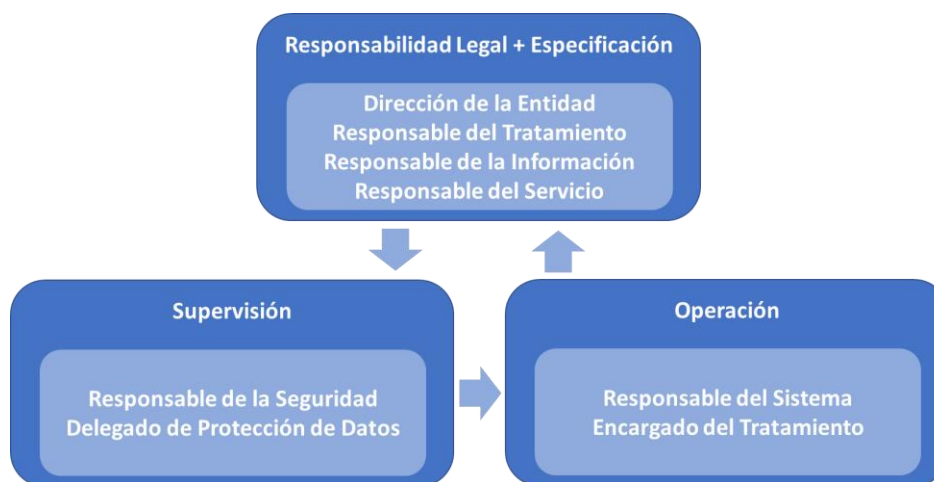 Responsabilidad Legal + Especificación
Dirección de la Entidad
Responsable del Tratamiento
Responsable de la Información
Responsable del Servicio
Supervisión
Responsable de la Seguridad
Delegado de Protección de Datos
Operación
Responsable del Sistema
Encargado del Tratamiento